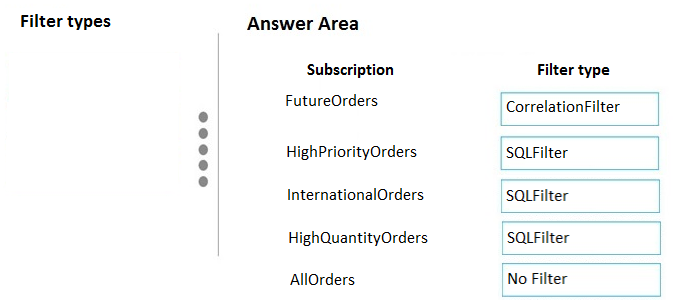 Filter types
Answer Area
Subscription Filter type
FutureOrders CorrelationFilter
HighPriorityOrders SQLFilter
InternationalOrders SQLFilter
HighQuantityOrders SQLFilter
AllOrders No Filter